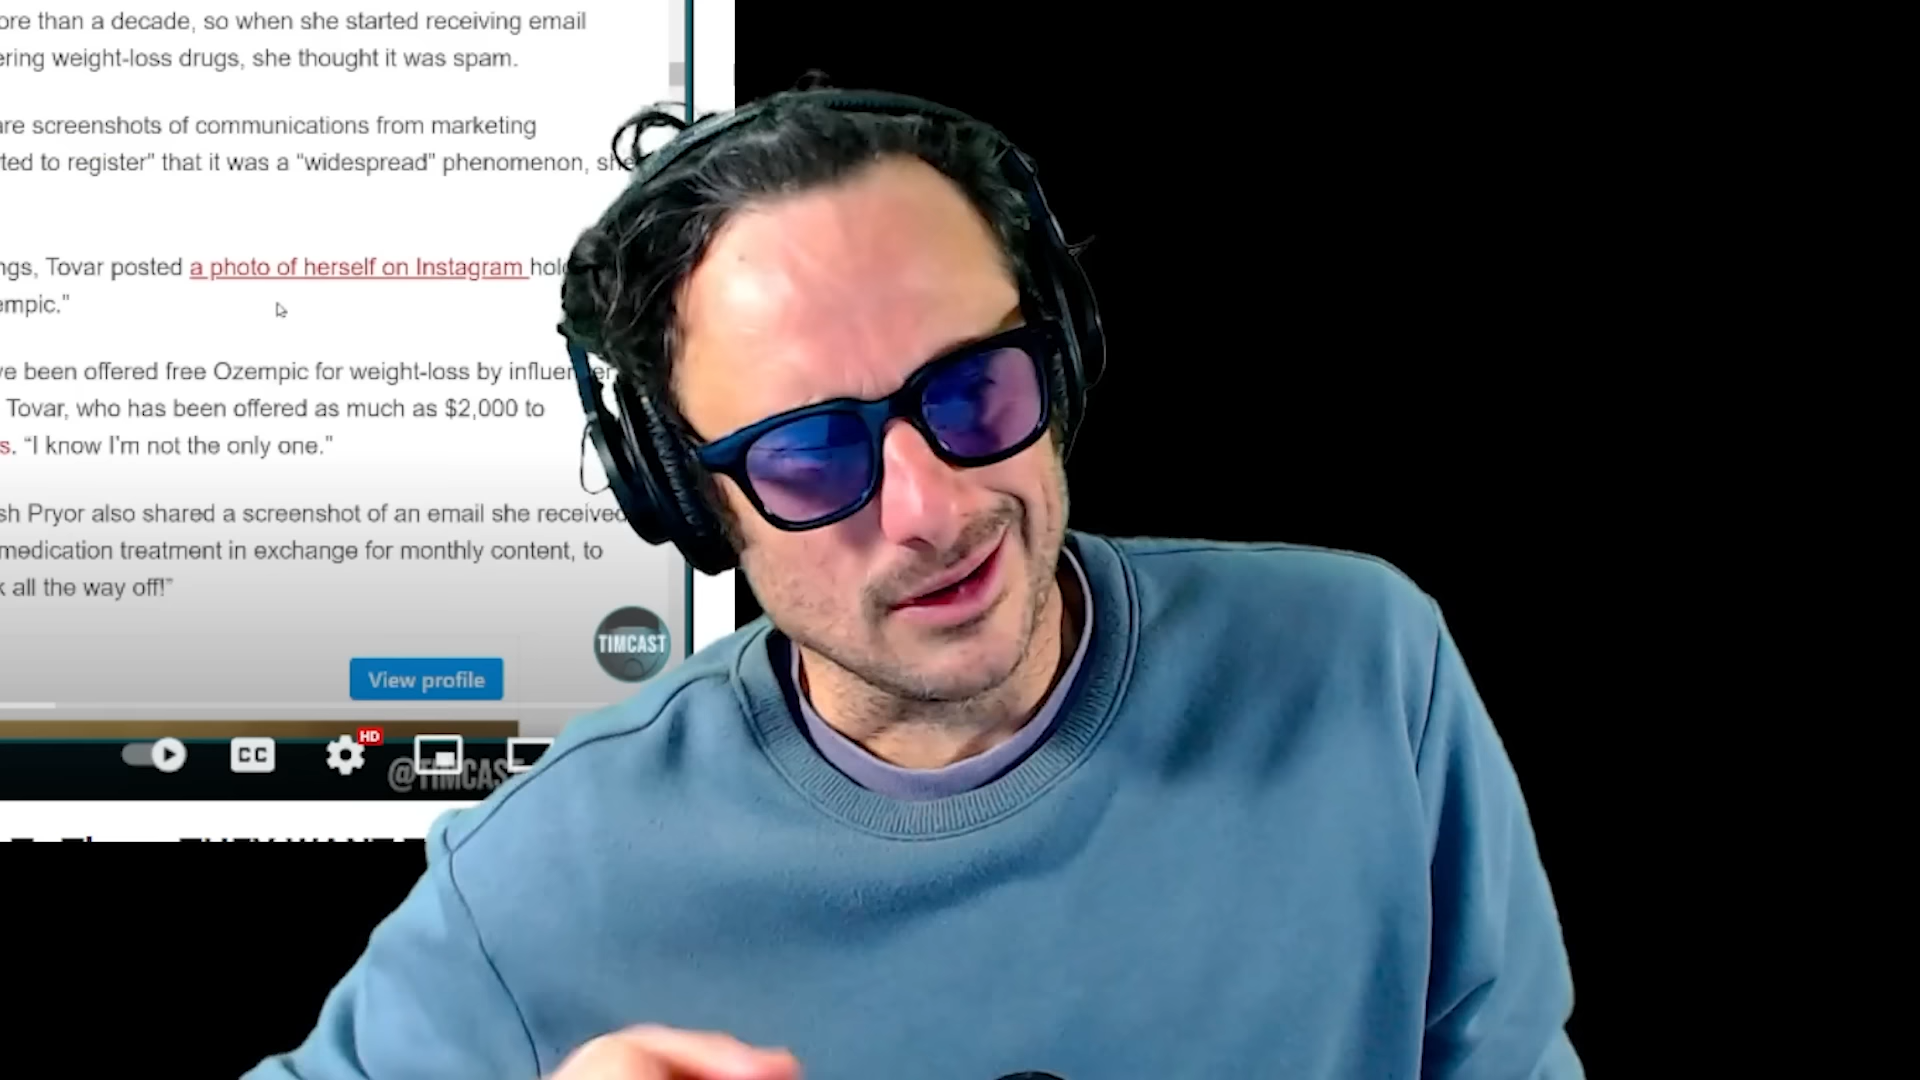 ore than a decade, so when she started receiving email
ering weight-loss drugs, she thought it was spam.
are screenshots of communications from marketing
ted to register" that it was a “widespread” phenomenon, she
ngs, Tovar posted a photo of herself on Instagram hol
empic."
ve been offered free Ozempic for weight-loss by influencer
Tovar, who has been offered as much as $2,000 to
s. “I know I’m not the only one.”
sh Pryor also shared a screenshot of an email she received
medication treatment in exchange for monthly content, to
k all the way off!”
TIMCAST
View profile
HD
CC
@TIMCAST